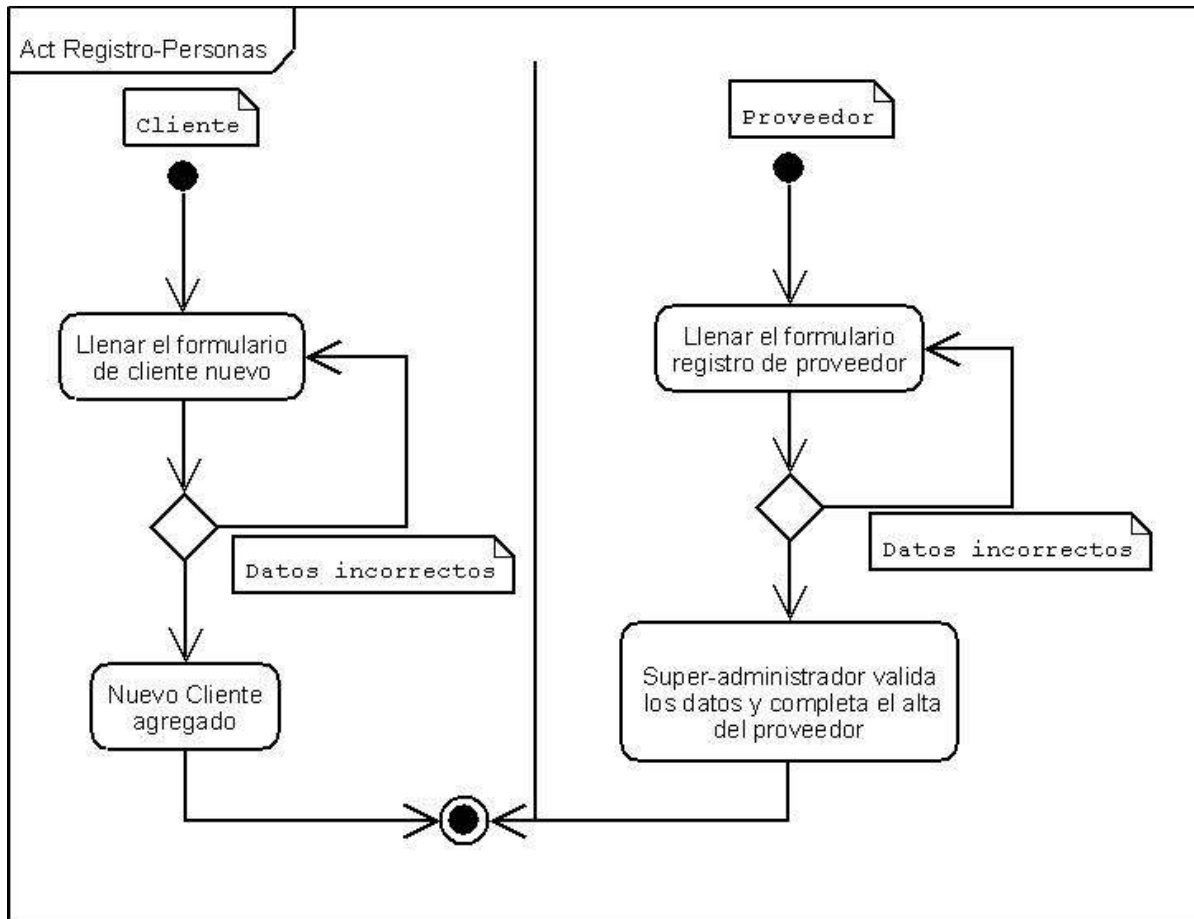 Act Registro-Personas
Cliente
Llenar el formulario
de cliente nuevo
Datos incorrectos
Nuevo Cliente
agregado
Proveedor
Llenar el formulario
registro de proveedor
Datos incorrectos
Super-administrador valida
los datos y completa el alta
del proveedor